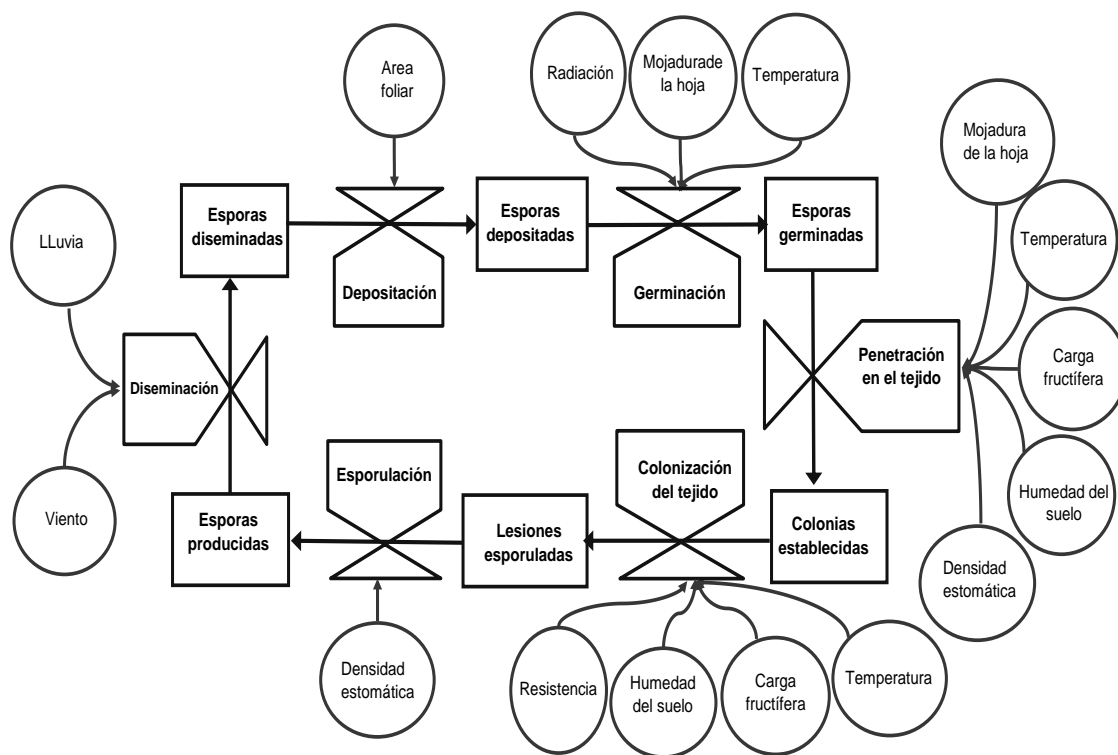 Area
foliar
Radiación
Mojadurade
la hoja
Temperatura
Mojadura
de la hoja
Esporas
diseminadas
Esporas
depositadas
Esporas
germinadas
LLuvia
Temperatura
Depositación
Germinación
Diseminación
Penetración
en el tejido
Carga
fructífera
Esporulación
Colonización
del tejido
Viento
Esporas
producidas
Lesiones
esporuladas
Colonias
establecidas
Humedad del
suelo
Densidad
estomática
Densidad
estomática
Resistencia
Humedad
del suelo
Carga
fructífera
Temperatura